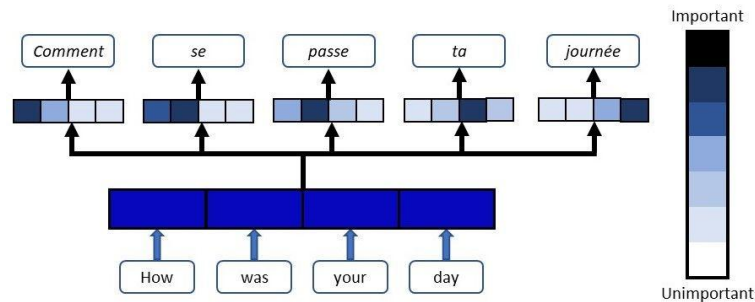 Important
Comment se passe ta journée
How was your day
Unimportant